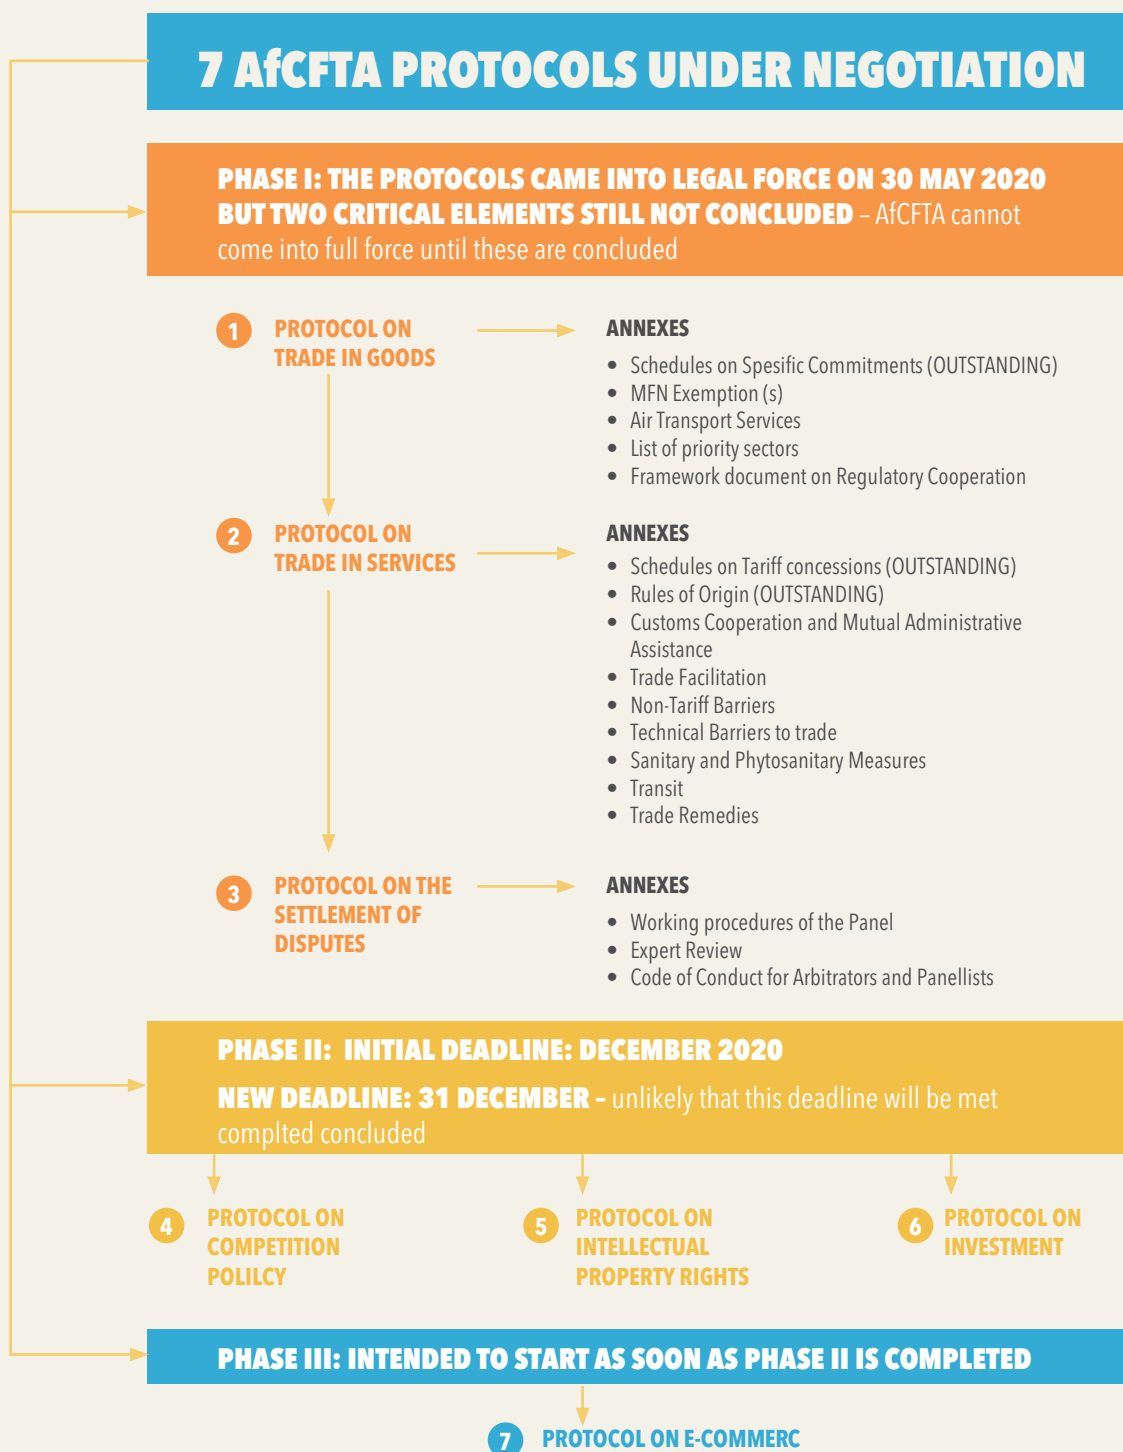 7 AfCFTA PROTOCOLS UNDER NEGOTIATION
PHASE I: THE PROTOCOLS CAME INTO LEGAL FORCE ON 30 MAY 2020
BUT TWO CRITICAL ELEMENTS STILL NOT CONCLUDED – AfCFTA cannot
come into full force until these are concluded
1 PROTOCOL ON
TRADE IN GOODS
ANNEXES
• Schedules on Spesific Commitments (OUTSTANDING)
• MFN Exemption (s)
• Air Transport Services
• List of priority sectors
• Framework document on Regulatory Cooperation
2 PROTOCOL ON
TRADE IN SERVICES
ANNEXES
• Schedules on Tariff concessions (OUTSTANDING)
• Rules of Origin (OUTSTANDING)
• Customs Cooperation and Mutual Administrative
Assistance
• Trade Facilitation
• Non-Tariff Barriers
• Technical Barriers to trade
• Sanitary and Phytosanitary Measures
• Transit
• Trade Remedies
3 PROTOCOL ON THE
SETTLEMENT OF
DISPUTES
ANNEXES
• Working procedures of the Panel
• Expert Review
• Code of Conduct for Arbitrators and Panellists
PHASE II: INITIAL DEADLINE: DECEMBER 2020
NEW DEADLINE: 31 DECEMBER – unlikely that this deadline will be met
complted concluded
4 PROTOCOL ON
COMPETITION
POLILCY
5 PROTOCOL ON
INTELLECTUAL
PROPERTY RIGHTS
6 PROTOCOL ON
INVESTMENT
PHASE III: INTENDED TO START AS SOON AS PHASE II IS COMPLETED
7 PROTOCOL ON E-COMMERC